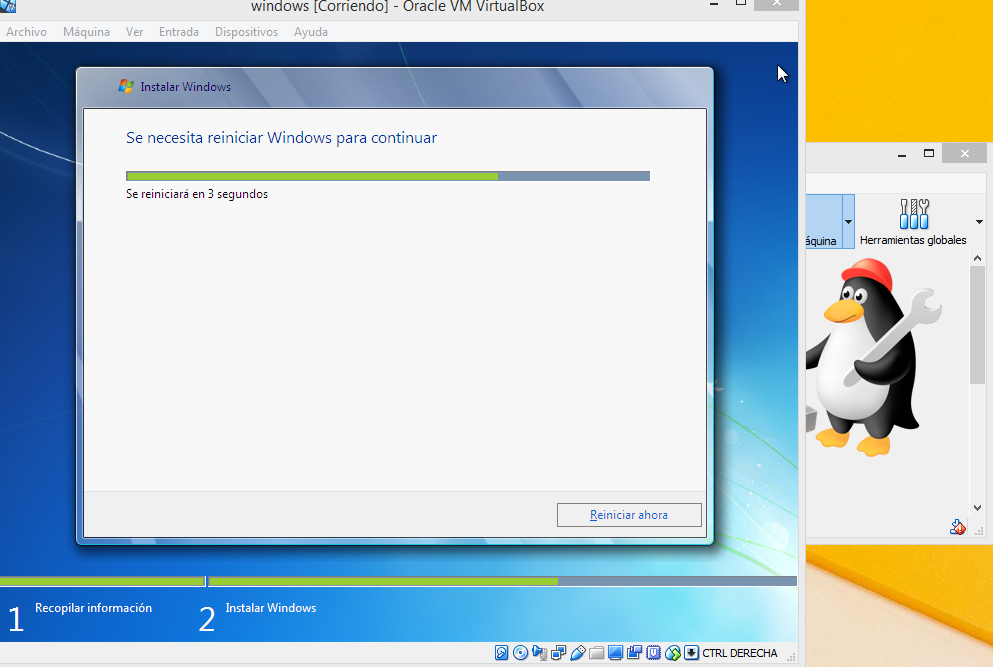 windows [Corriendo] - Oracle VM VirtualBox
Archivo Máquina Ver Entrada Dispositivos Ayuda
Instalar Windows
Se necesita reiniciar Windows para continuar
Se reiniciará en 3 segundos
Reiniciar ahora
áquina Herramientas globales
1 Recopilar información 2 Instalar Windows
CTRL DERECHA